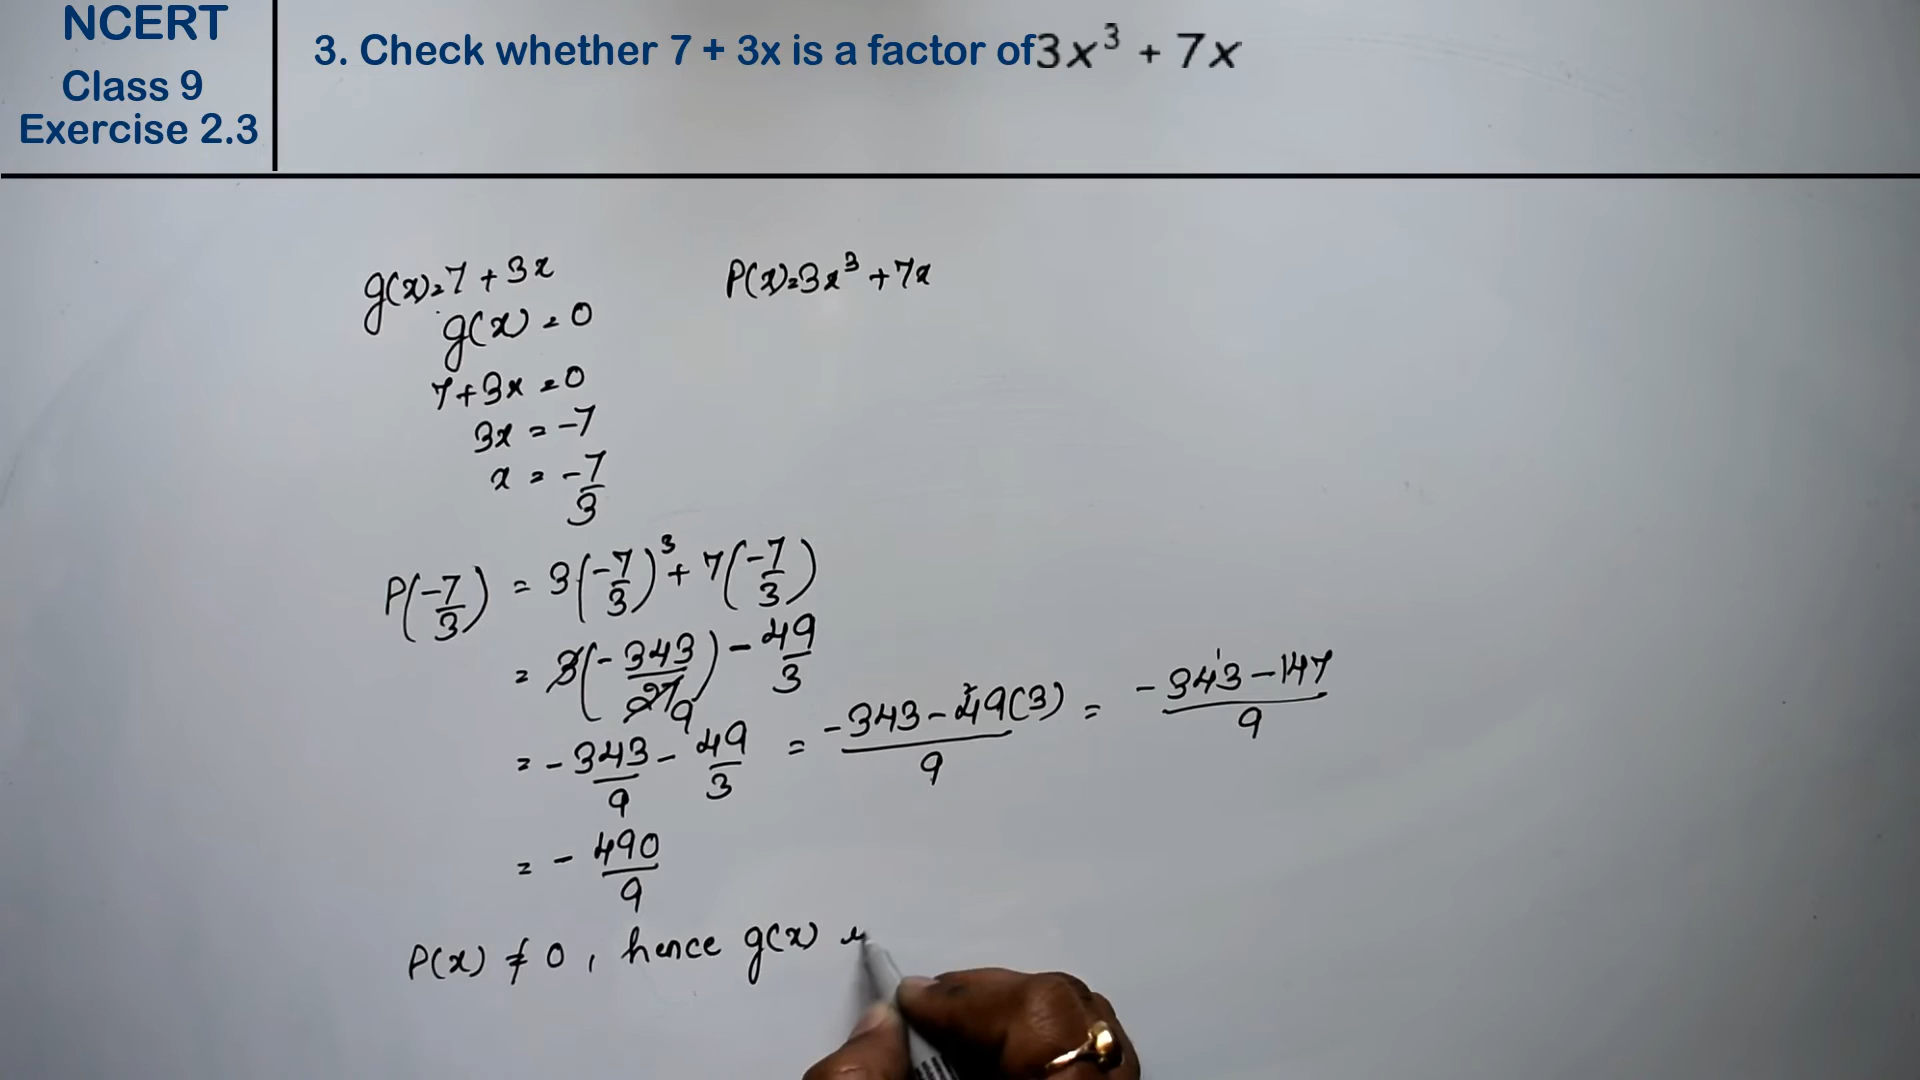 NCERT
Class 9
Exercise 2.3
3. Check whether 7 + 3x is a factor of 3x³ + 7x
g(x) = 7 + 3x
P(x) = 3x³ + 7x
g(x) = 0
7 + 3x = 0
3x = -7
x = -7/3
P(-7/3) = 3(-7/3)³ + 7(-7/3)
= 3(-343/27 9) - 49/3
= -343/9 - 49/3 = (-343 - 49(3))/9 = (-343 - 147)/9
= -490/9
P(x) ≠ 0, hence g(x)